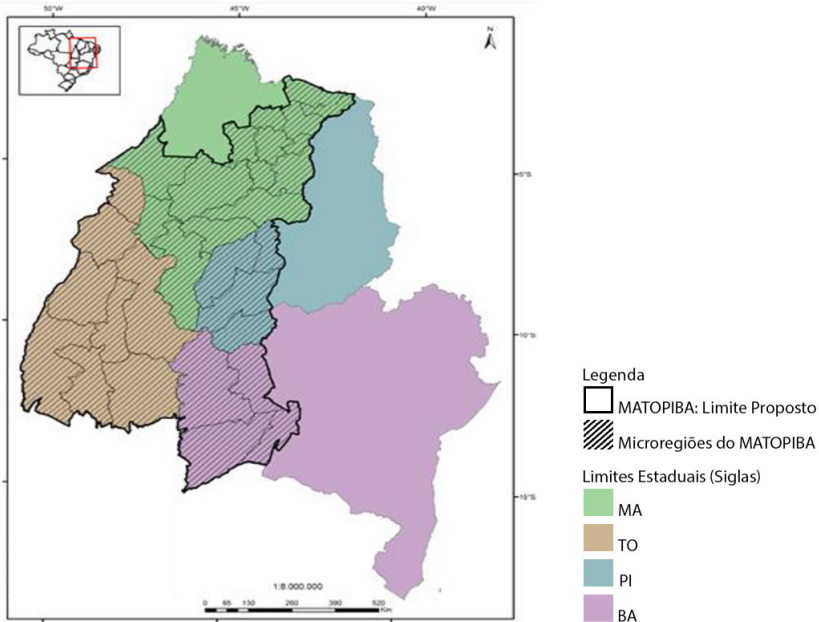 50°W 45°W 40°W
N
5°S
10°S
15°S
1:8.000.000
0 65 130 260 390 520
Km
Legenda
MATOPIBA: Limite Proposto
Microregiões do MATOPIBA
Limites Estaduais (Siglas)
MA
TO
PI
BA